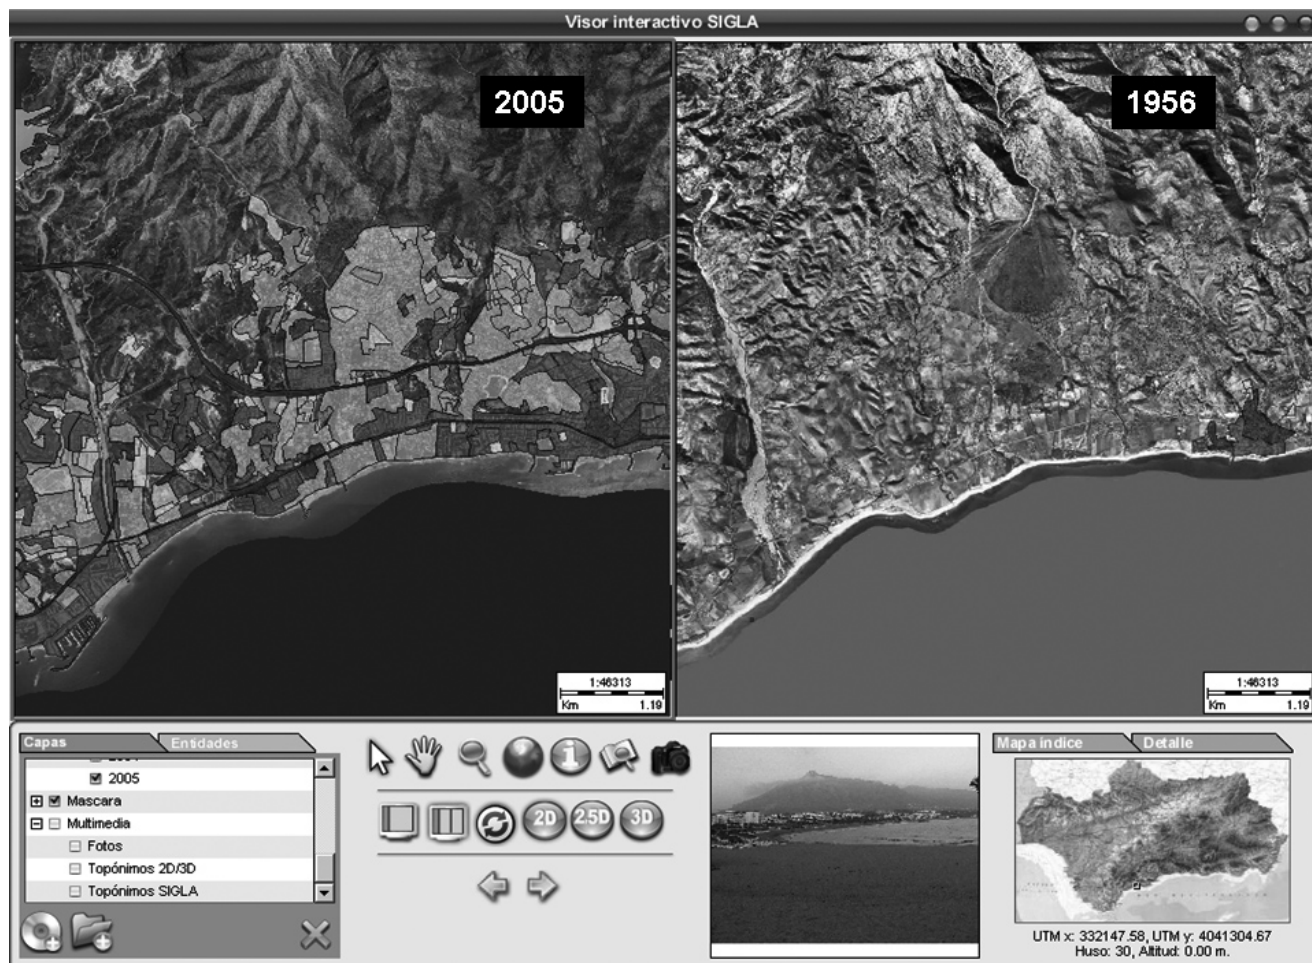 Visor interactivo SIGLA
2005
1956
1:46313
Km 1.19
1:46313
Km 1.19
Capas Entidades
2005
Mascara
Multimedia
Fotos
Topónimos 2D/3D
Topónimos SIGLA
2D 2.5D 3D
Mapa indice Detalle
UTM x: 332147.58, UTM y: 4041304.67
Huso: 30, Altitud: 0.00 m.